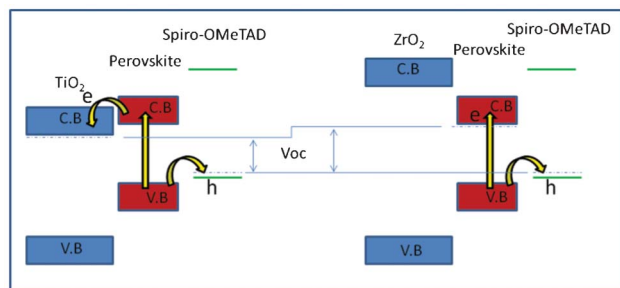 Spiro-OMeTAD
Perovskite
TiO₂
e
C.B
C.B
V.B
h
V.B
Voc
Spiro-OMeTAD
ZrO₂
Perovskite
C.B
C.B
e
V.B
h
V.B